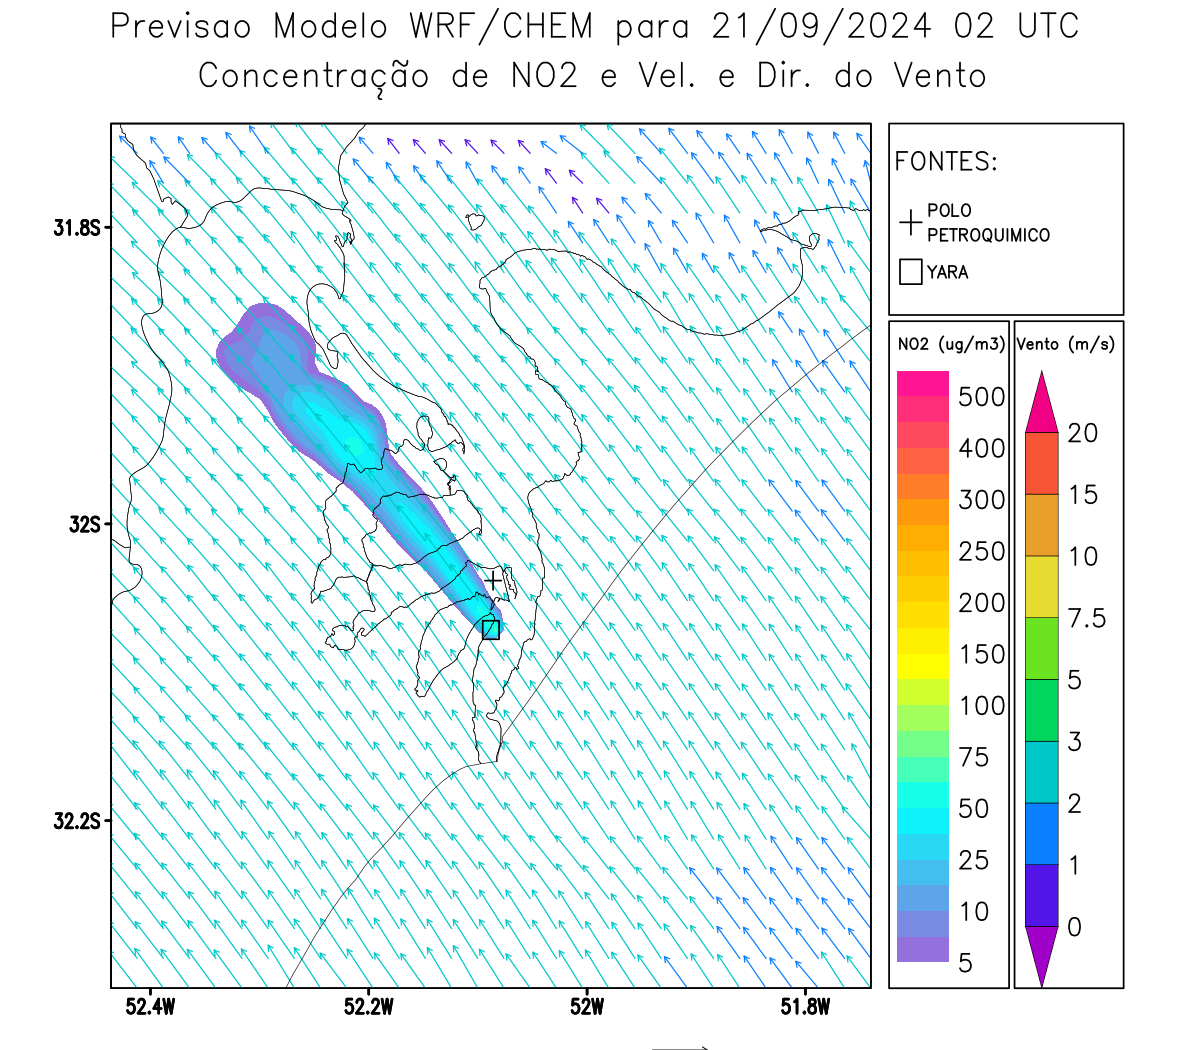 Previsao Modelo WRF/CHEM para 21/09/2024 02 UTC
Concentração de NO2 e Vel. e Dir. do Vento
FONTES:
POLO
PETROQUIMICO
YARA
NO2 (ug/m3)
500
400
300
250
200
150
100
75
50
25
10
5
Vento (m/s)
20
15
10
7.5
5
3
2
1
0
31.8S
32S
32.2S
52.4W
52.2W
52W
51.8W